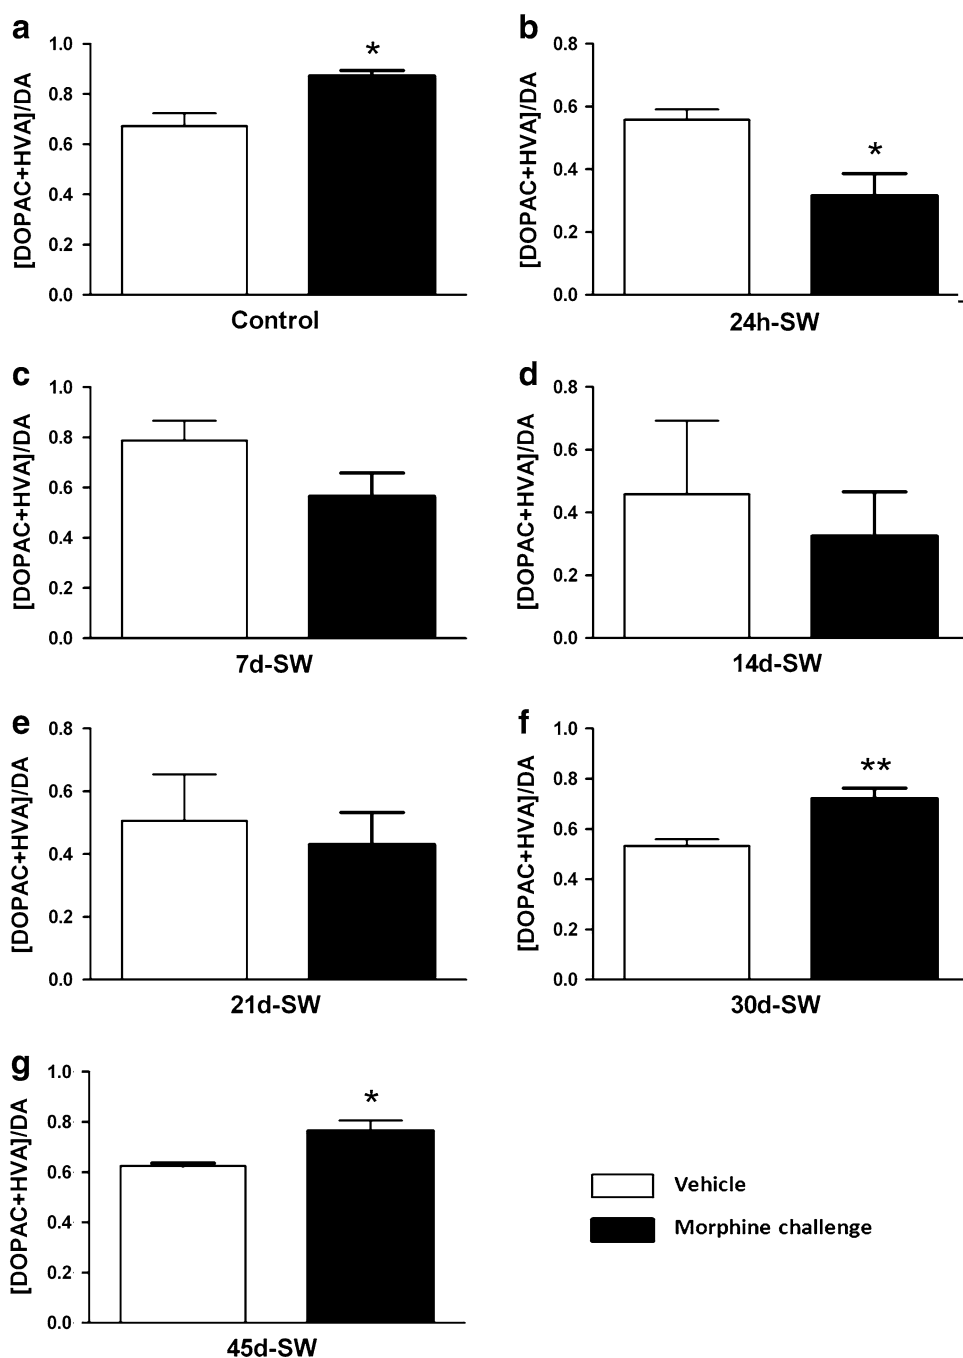 a
[DOPAC+HVA]/DA
1.0
0.8
0.6
0.4
0.2
0.0
*
Control
b
[DOPAC+HVA]/DA
0.8
0.6
0.4
0.2
0.0
*
24h-SW
c
[DOPAC+HVA]/DA
1.0
0.8
0.6
0.4
0.2
0.0
7d-SW
d
[DOPAC+HVA]/DA
0.8
0.6
0.4
0.2
0.0
14d-SW
e
[DOPAC+HVA]/DA
0.8
0.6
0.4
0.2
0.0
21d-SW
f
[DOPAC+HVA]/DA
1.0
0.8
0.6
0.4
0.2
0.0
**
30d-SW
g
[DOPAC+HVA]/DA
1.0
0.8
0.6
0.4
0.2
0.0
*
45d-SW
Vehicle
Morphine challenge